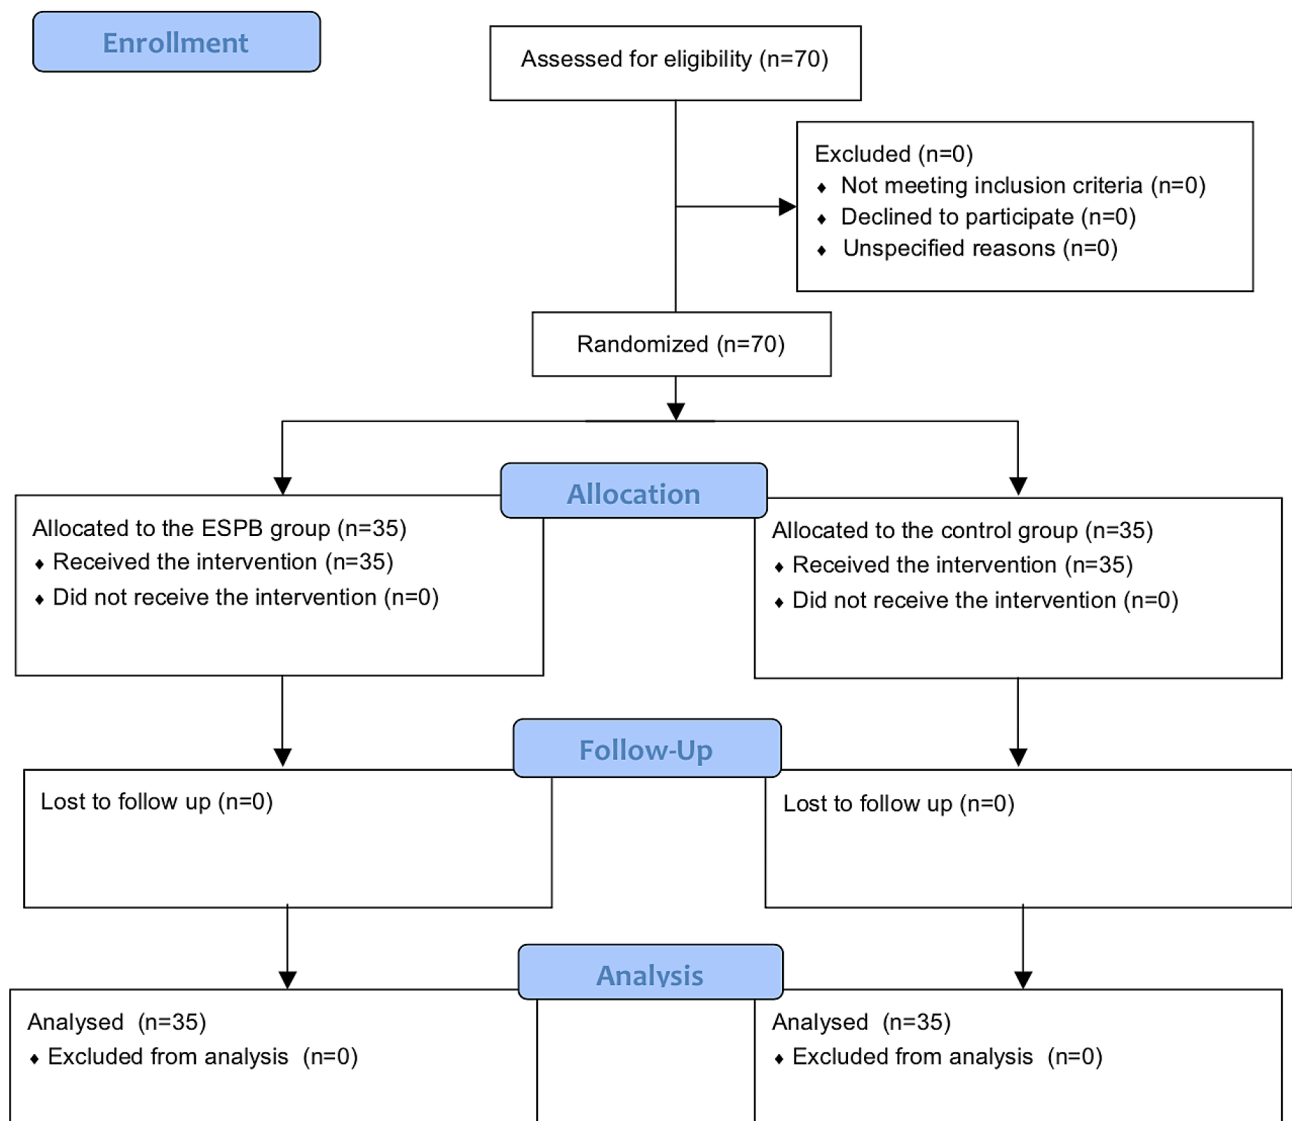 Enrollment
Assessed for eligibility (n=70)
Excluded (n=0)
♦ Not meeting inclusion criteria (n=0)
♦ Declined to participate (n=0)
♦ Unspecified reasons (n=0)
Randomized (n=70)
Allocation
Allocated to the ESPB group (n=35)
♦ Received the intervention (n=35)
♦ Did not receive the intervention (n=0)
Allocated to the control group (n=35)
♦ Received the intervention (n=35)
♦ Did not receive the intervention (n=0)
Follow-Up
Lost to follow up (n=0)
Lost to follow up (n=0)
Analysis
Analysed (n=35)
♦ Excluded from analysis (n=0)
Analysed (n=35)
♦ Excluded from analysis (n=0)